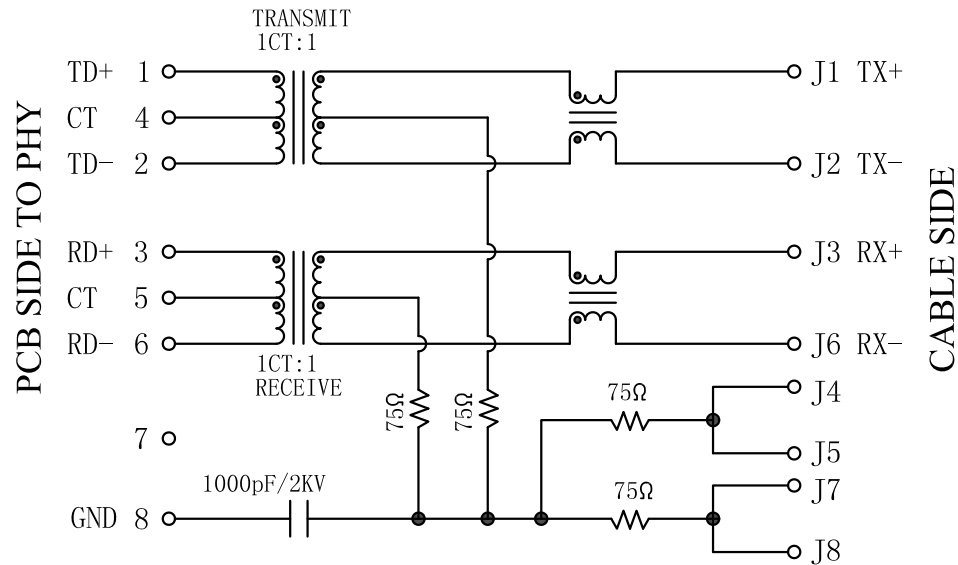 TRANSMIT
1CT:1
TD+ 1
J1 TX+
CT 4
TD- 2
J2 TX-
PCB SIDE TO PHY
CABLE SIDE
RD+ 3
J3 RX+
CT 5
RD- 6
J6 RX-
1CT:1
RECEIVE
75Ω
75Ω
75Ω
J4
7
J5
1000pF/2KV
75Ω
J7
GND 8
J8